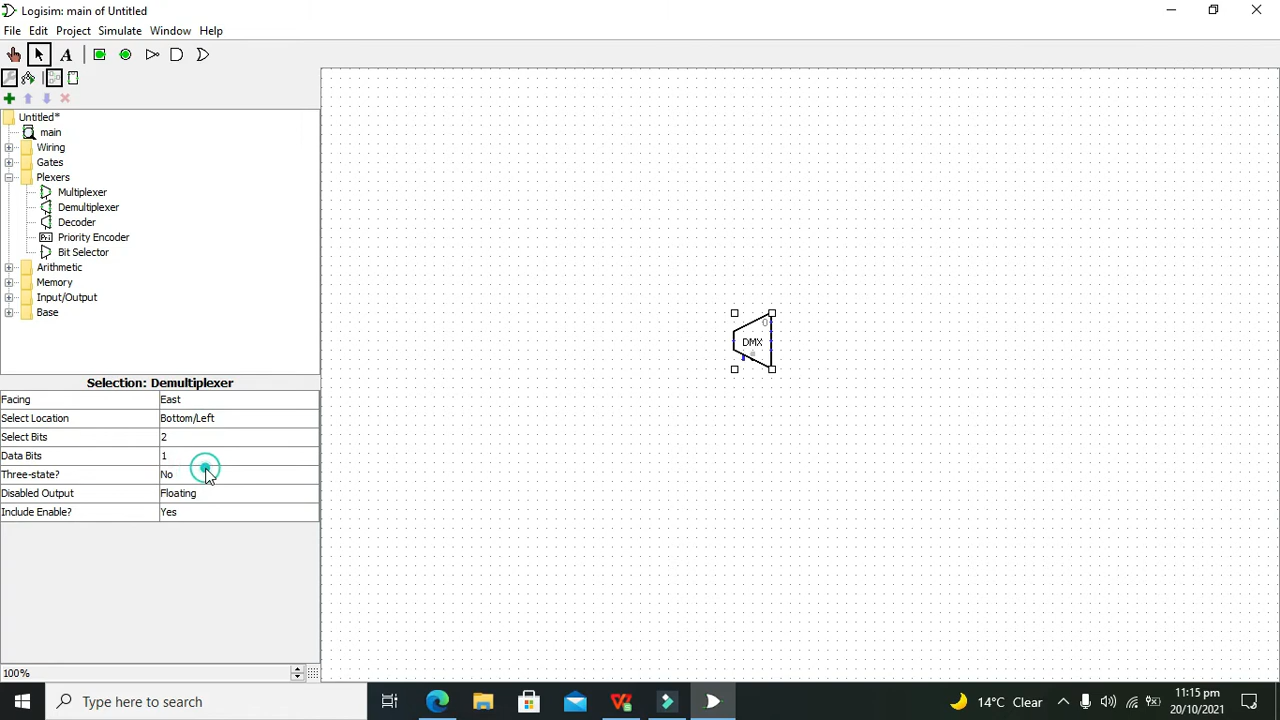 Logisim: main of Untitled
File Edit Project Simulate Window Help
A
Untitled*
main
Wiring
Gates
Plexers
Multiplexer
Demultiplexer
Decoder
Pri Priority Encoder
Bit Selector
Arithmetic
Memory
Input/Output
Base
Selection: Demultiplexer
Facing East
Select Location Bottom/Left
Select Bits 2
Data Bits 1
Three-state? No
Disabled Output Floating
Include Enable? Yes
0
DMX
100%
Type here to search
14°C Clear
11:15 pm
20/10/2021